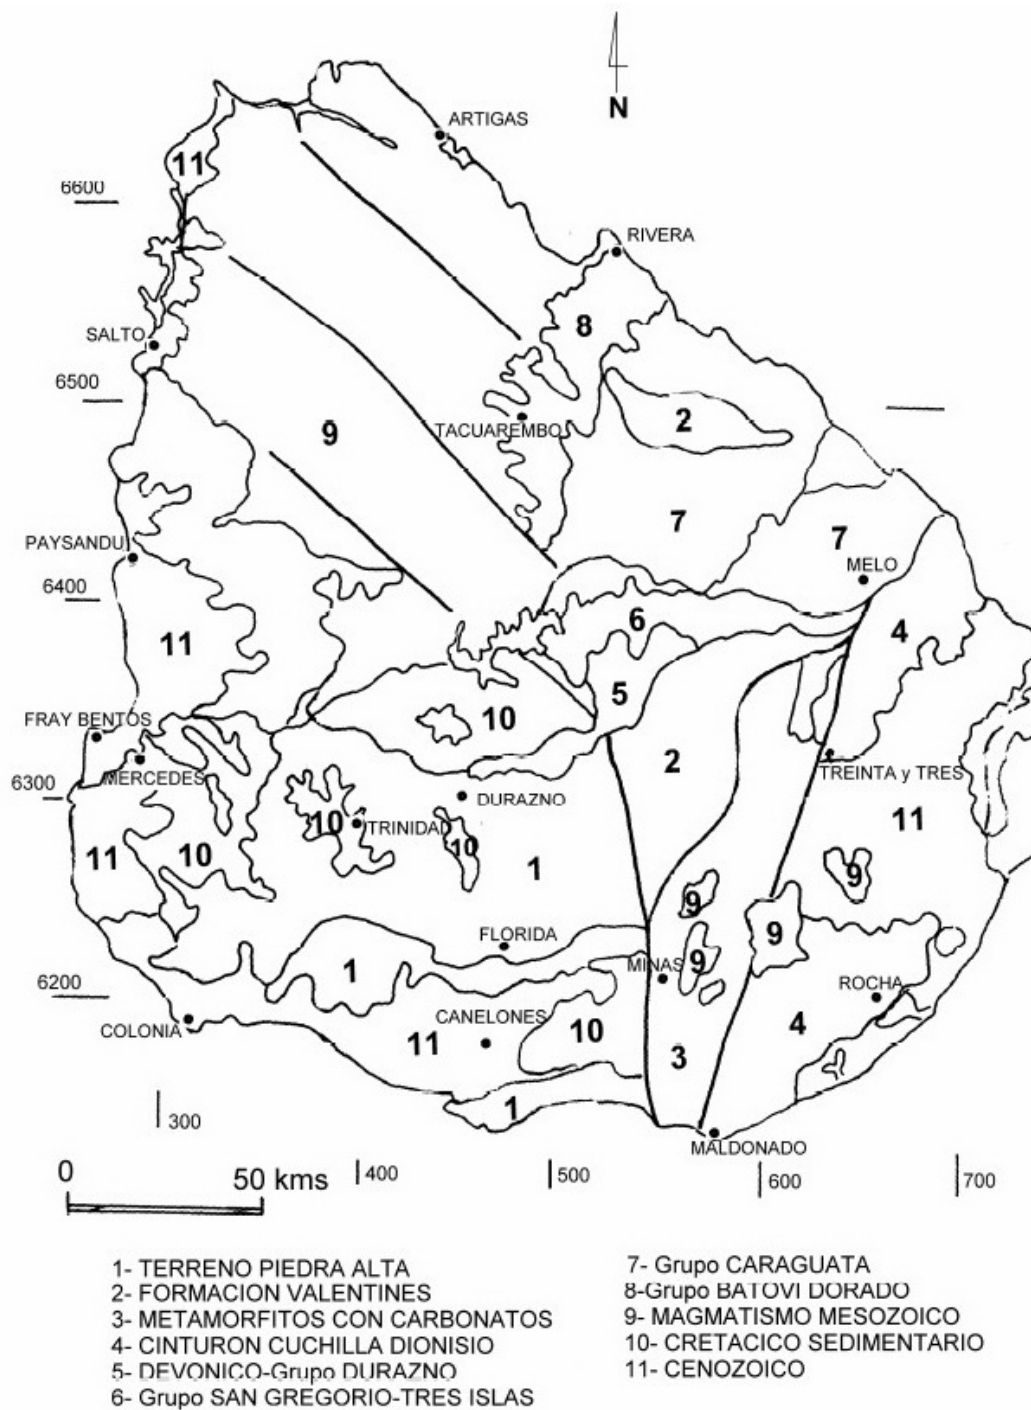 N
ARTIGAS
11
6600
RIVERA
8
SALTO
6500
2
9
TACUAREMBO
7
7
PAYSANDU
MELO
6400
6
4
11
5
10
FRAY BENTOS
2
MERCEDES
TREINTA y TRES
6300
DURAZNO
10
TRINIDAD
11
11
10
10
1
9
9
FLORIDA
9
9
1
MINAS
6200
ROCHA
COLONIA
CANELONES
11
10
4
3
1
300
MALDONADO
0
50 kms
400
500
600
700
1- TERRENO PIEDRA ALTA
2- FORMACION VALENTINES
3- METAMORFITOS CON CARBONATOS
4- CINTURON CUCHILLA DIONISIO
5- DEVONICO-Grupo DURAZNO
6- Grupo SAN GREGORIO-TRES ISLAS
7- Grupo CARAGUATA
8-Grupo BATOVI DORADO
9- MAGMATISMO MESOZOICO
10- CRETACICO SEDIMENTARIO
11- CENOZOICO